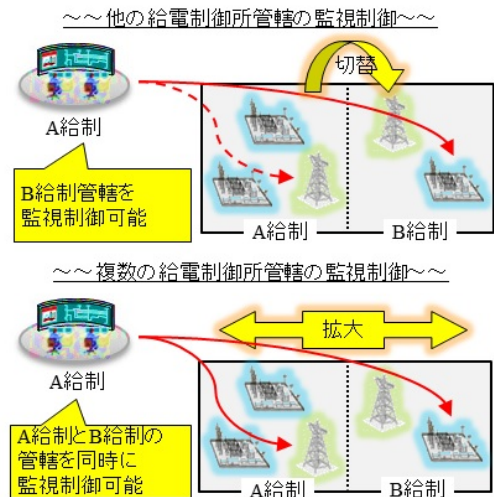 ~~他の給電制御所管轄の監視制御~~
切替
A給制
B給制管轄を
監視制御可能
A給制
B給制
~~複数の給電制御所管轄の監視制御~~
拡大
A給制
A給制とB給制の
管轄を同時に
監視制御可能
A給制
B給制